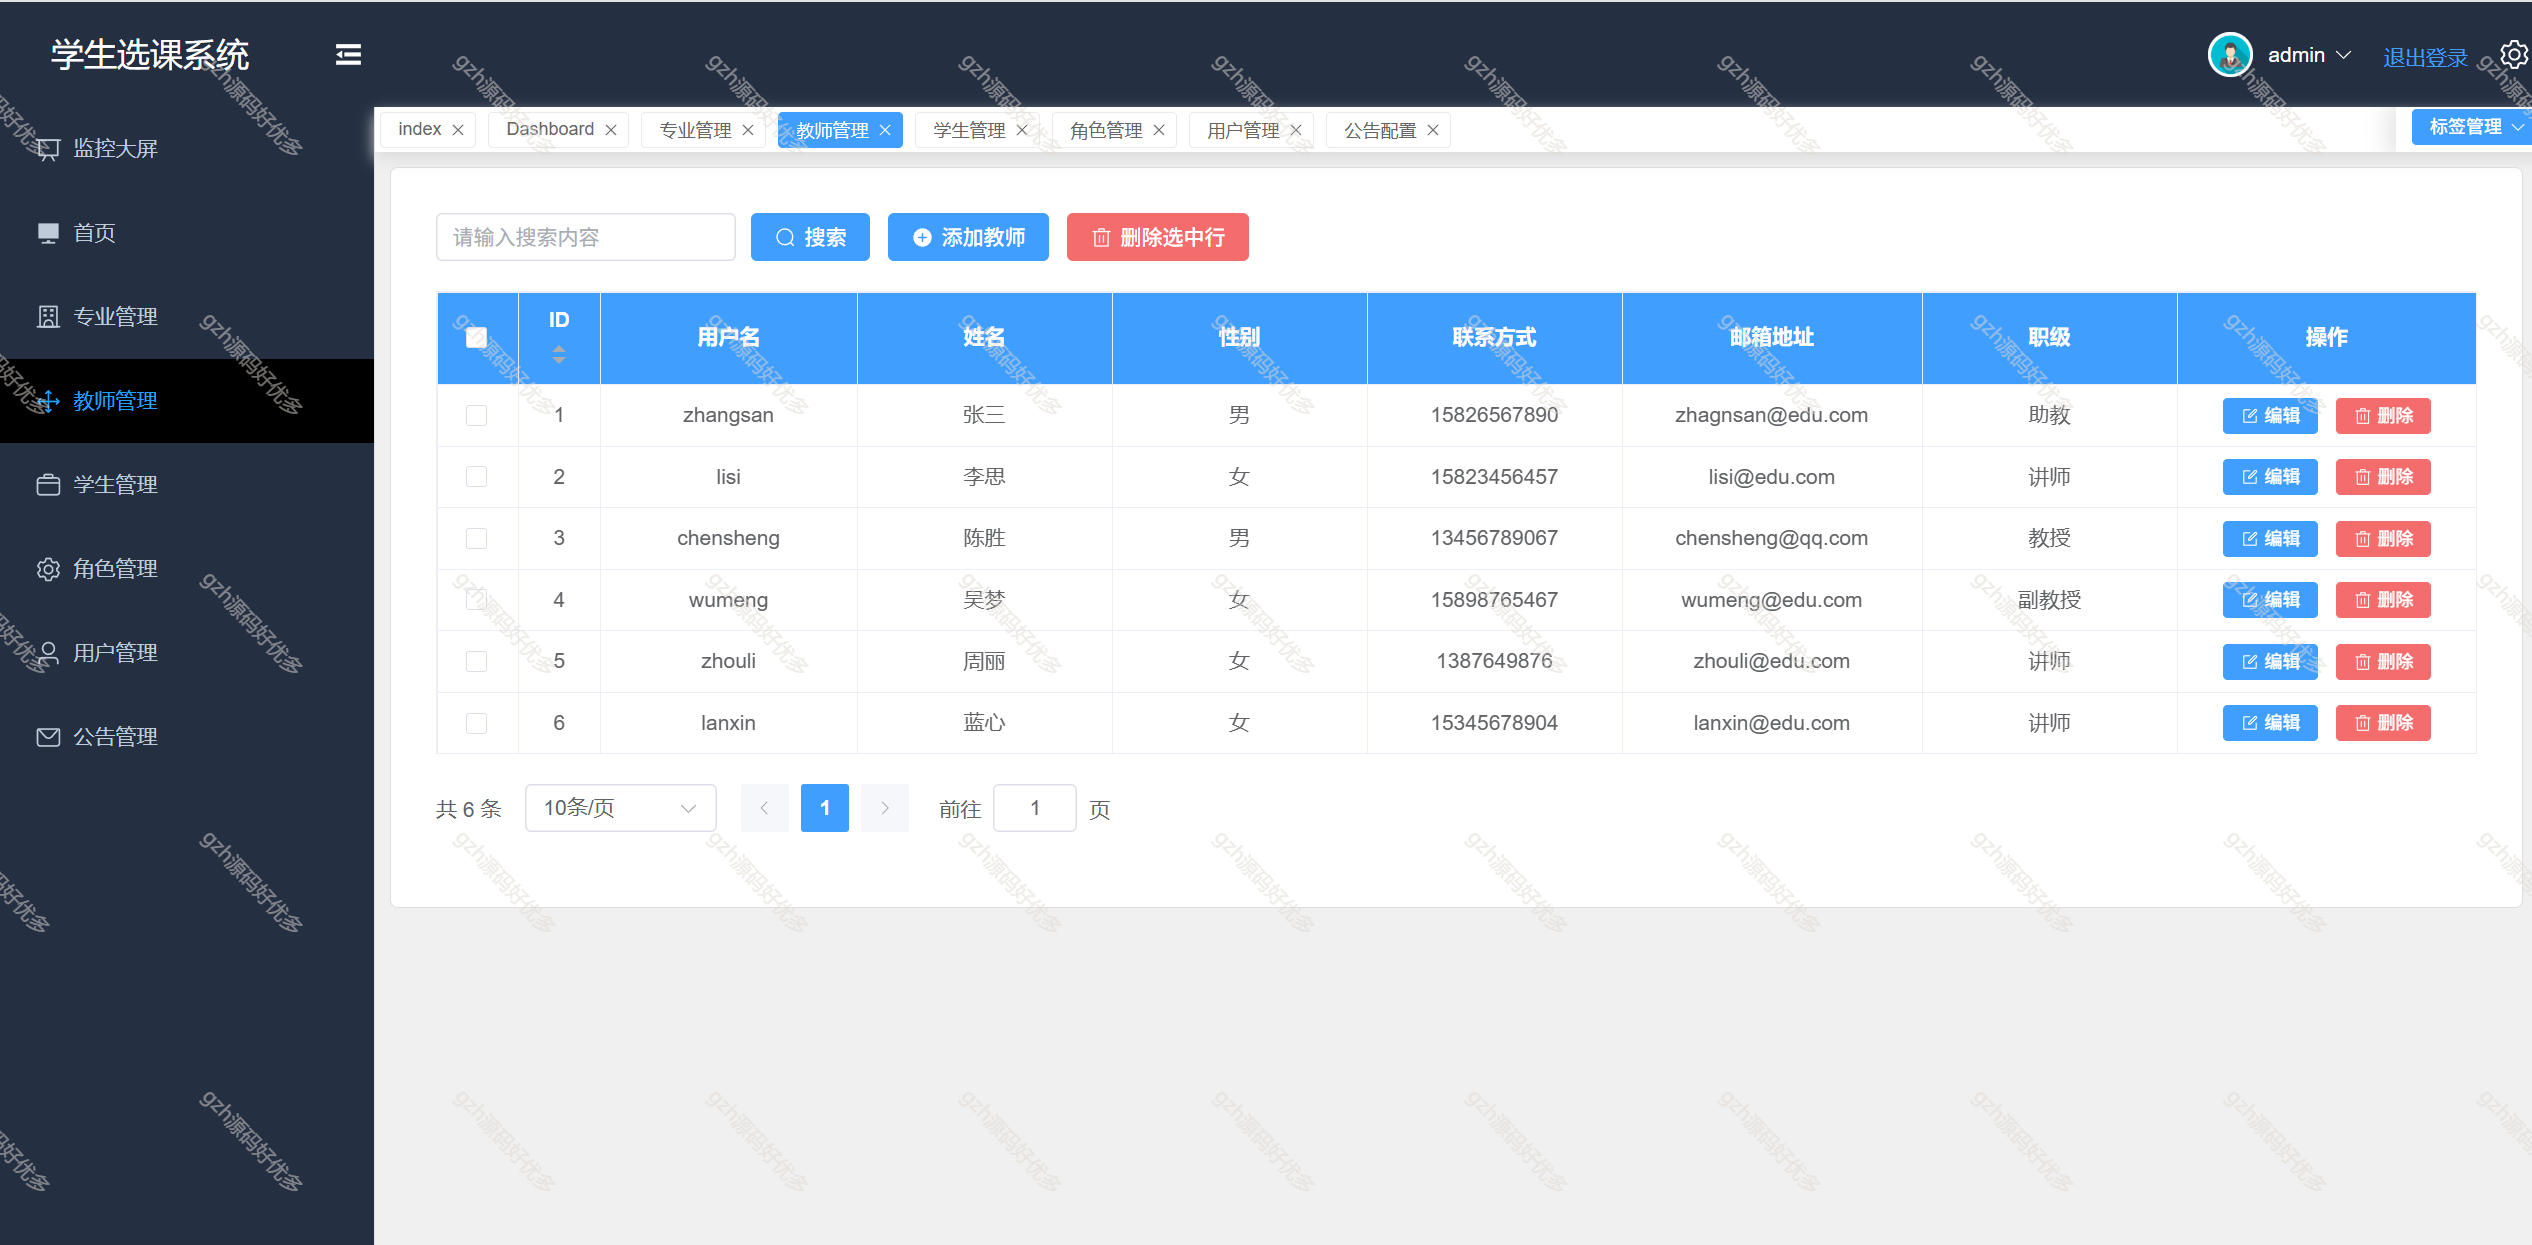 学生选课系统
admin
退出登录
监控大屏
首页
专业管理
教师管理
学生管理
角色管理
用户管理
公告管理
index Dashboard 专业管理 教师管理 学生管理 角色管理 用户管理 公告配置 标签管理
请输入搜索内容 搜索 添加教师 删除选中行
ID 用户名 姓名 性别 联系方式 邮箱地址 职级 操作
1 zhangsan 张三 男 15826567890 zhagnsan@edu.com 助教 编辑 删除
2 lisi 李思 女 15823456457 lisi@edu.com 讲师 编辑 删除
3 chensheng 陈胜 男 13456789067 chensheng@qq.com 教授 编辑 删除
4 wumeng 吴梦 女 15898765467 wumeng@edu.com 副教授 编辑 删除
5 zhouli 周丽 女 1387649876 zhouli@edu.com 讲师 编辑 删除
6 lanxin 蓝心 女 15345678904 lanxin@edu.com 讲师 编辑 删除
共 6 条 10条/页 1 前往 1 页
gzh源码好优多